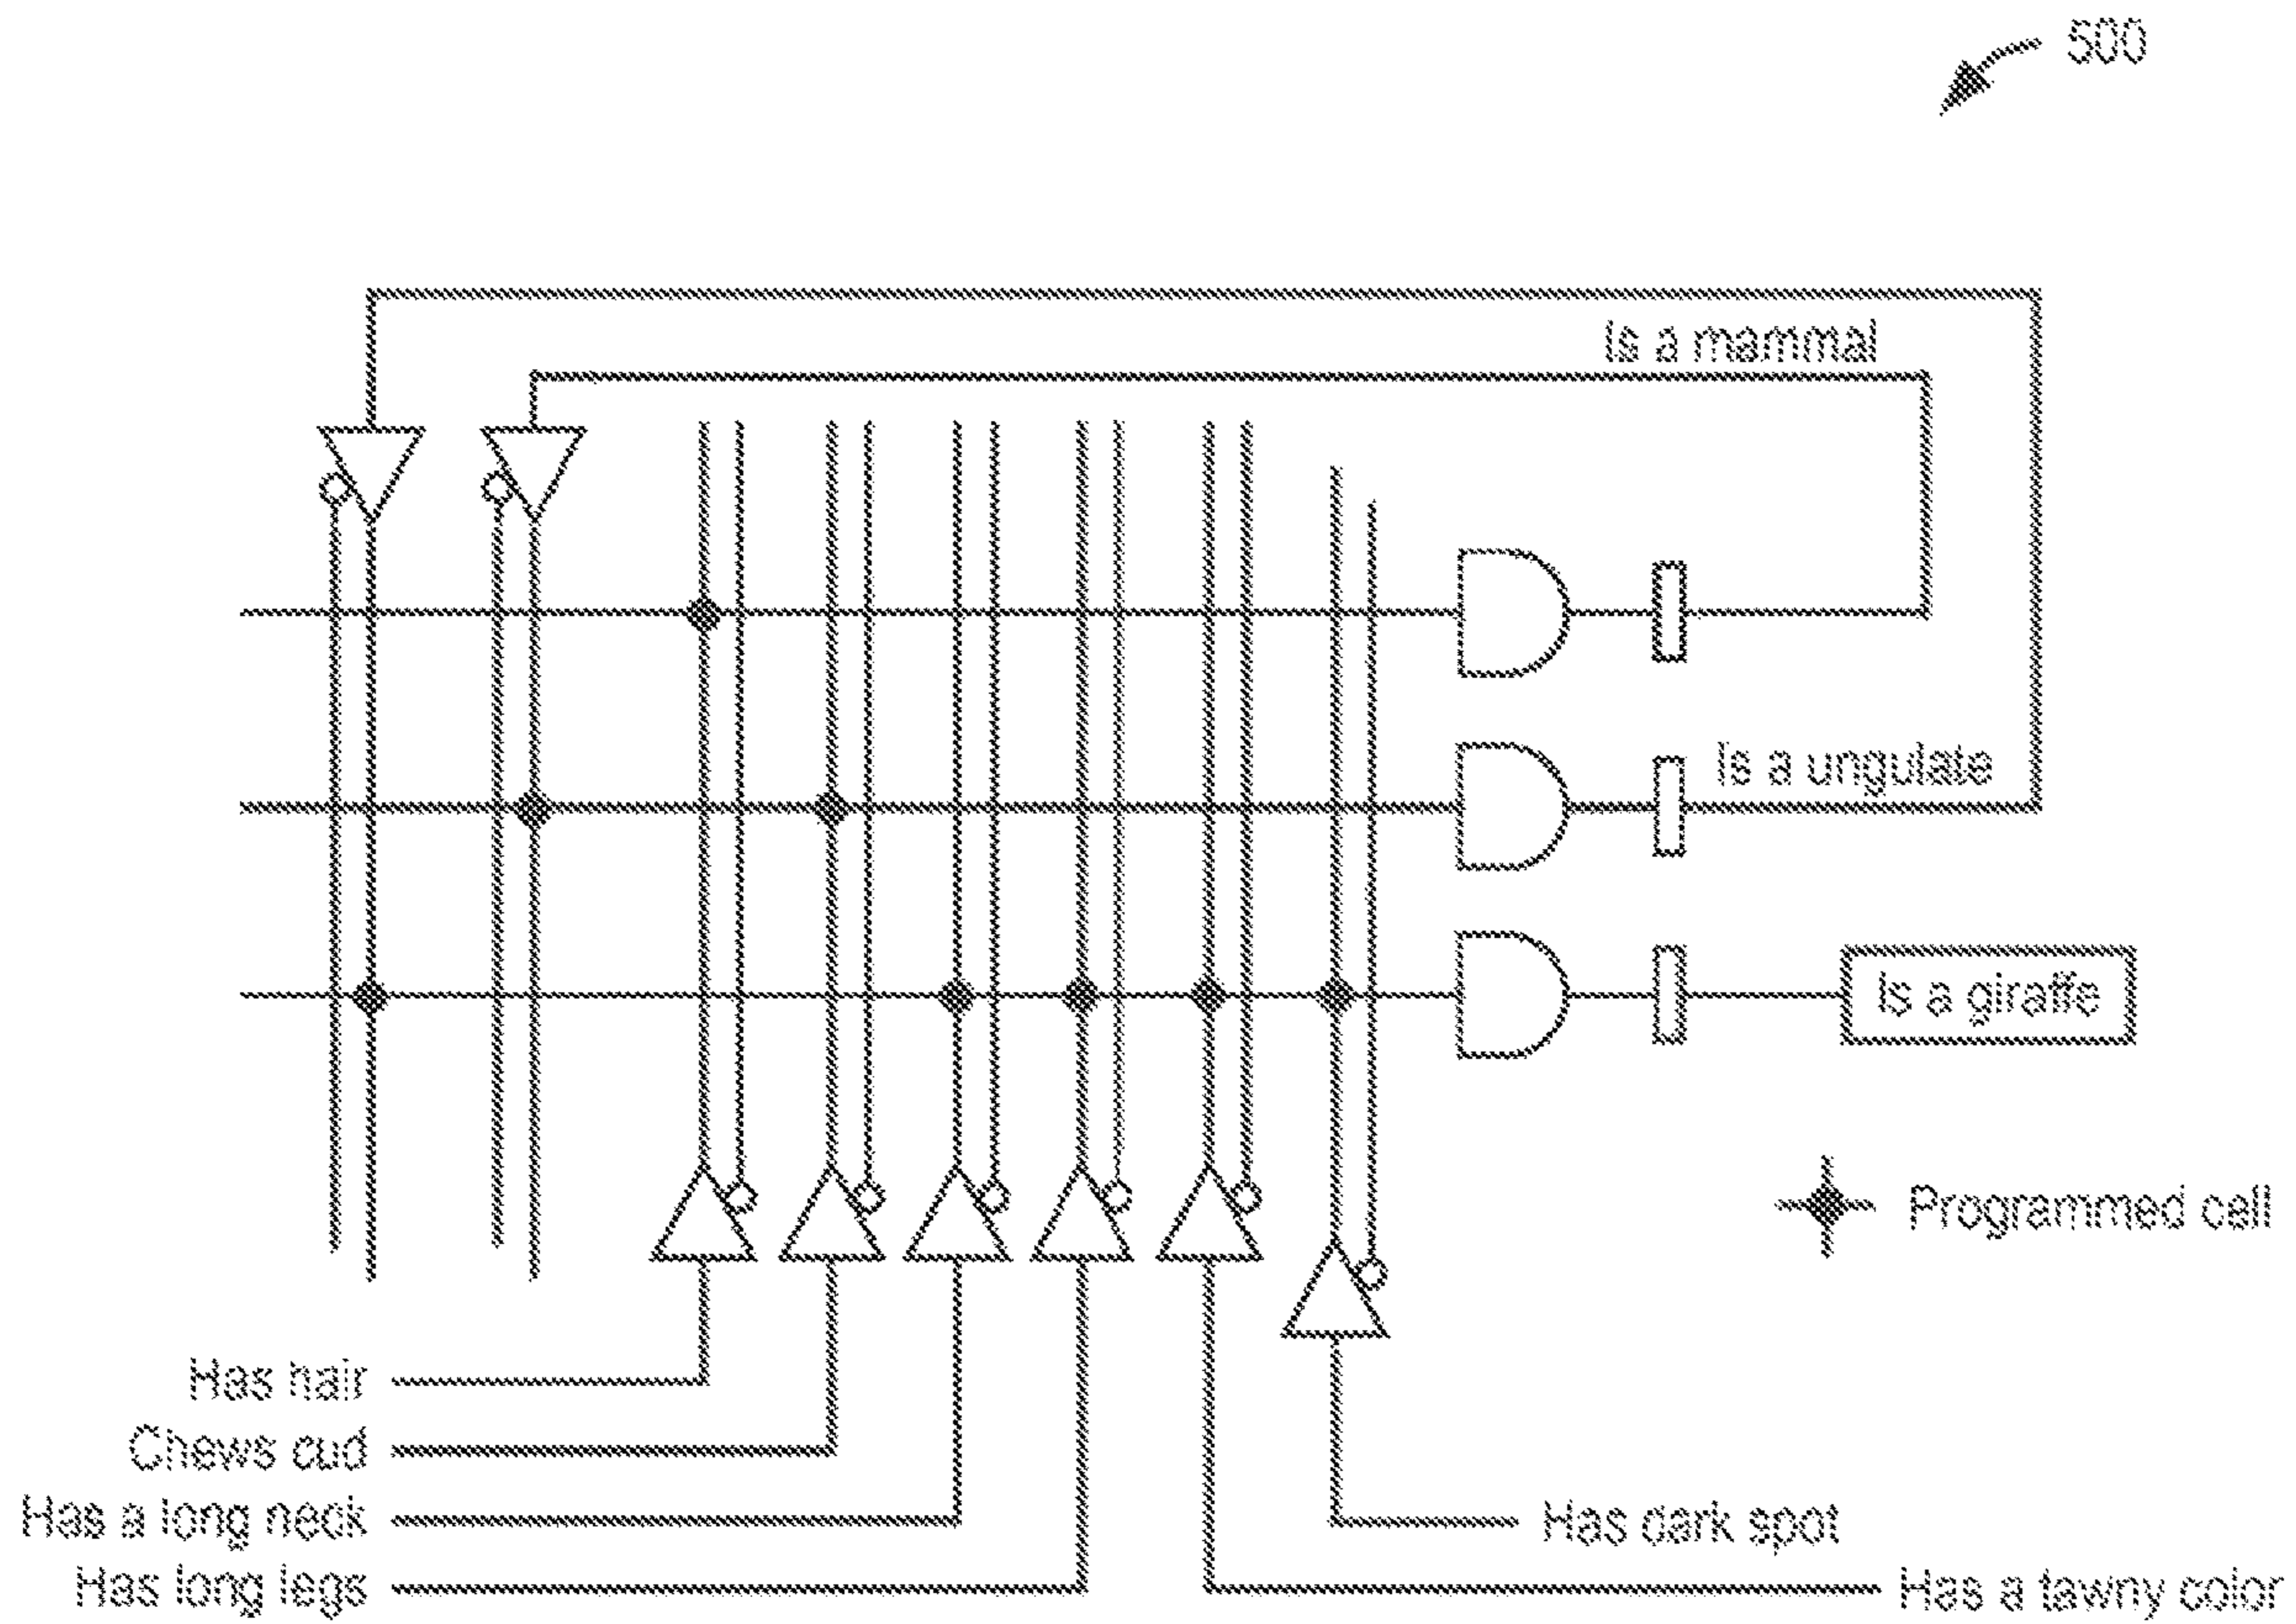 500
Is a mammal
Is a ungulate
Is a giraffe
Programmed cell
Has hair
Chews cud
Has a long neck
Has dark spot
Has long legs
Has a tawny color